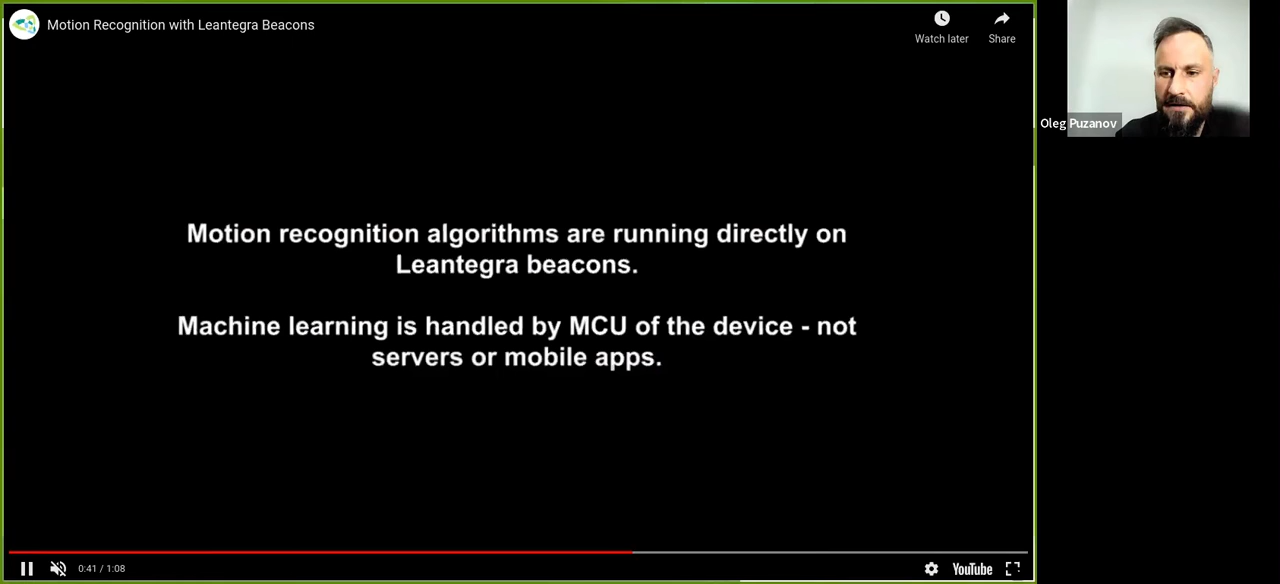 Motion Recognition with Leantegra Beacons
Watch later
Share
Oleg Puzanov
Motion recognition algorithms are running directly on
Leantegra beacons.
Machine learning is handled by MCU of the device - not
servers or mobile apps.
0:41 / 1:08
YouTube